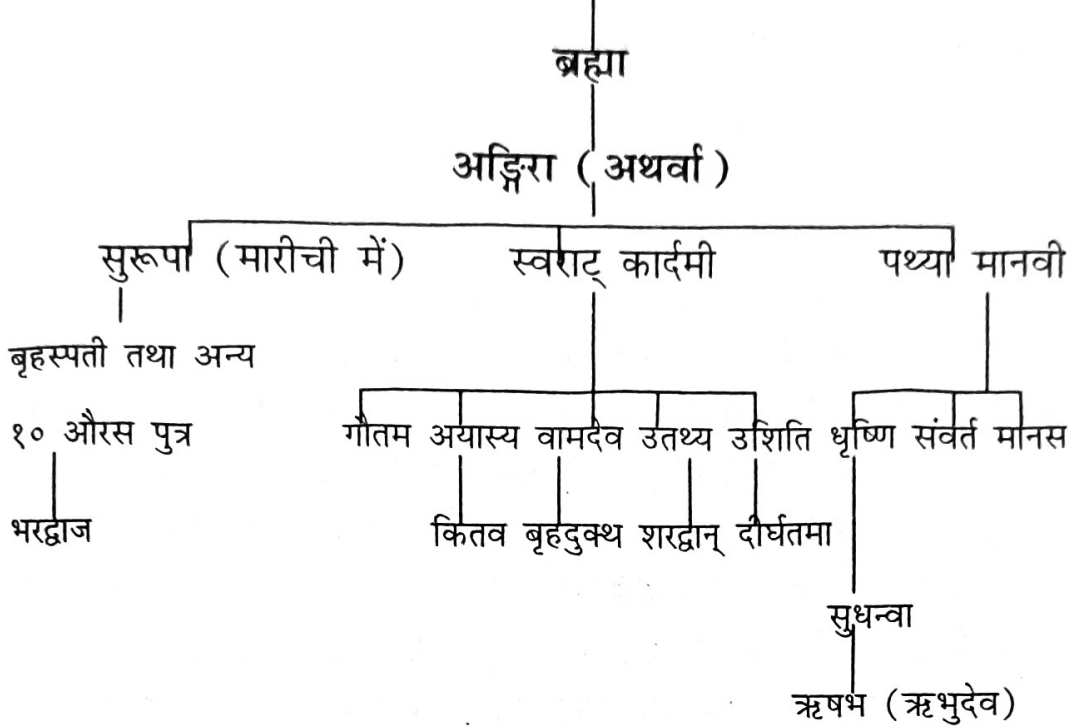 ब्रह्मा
अङ्गिरा ( अथर्वा )
सुरूपा ( मारीची में ) स्वराट् कार्दमी पथ्या मानवी
बृहस्पती तथा अन्य
१० औरस पुत्र गौतम अयास्य वामदेव उतथ्य उशिति धृष्णि संवर्त मानस
भरद्वाज कितव बृहदुक्थ शरद्वान् दीर्घतमा
सुधन्वा
ऋषभ (ऋभुदेव)